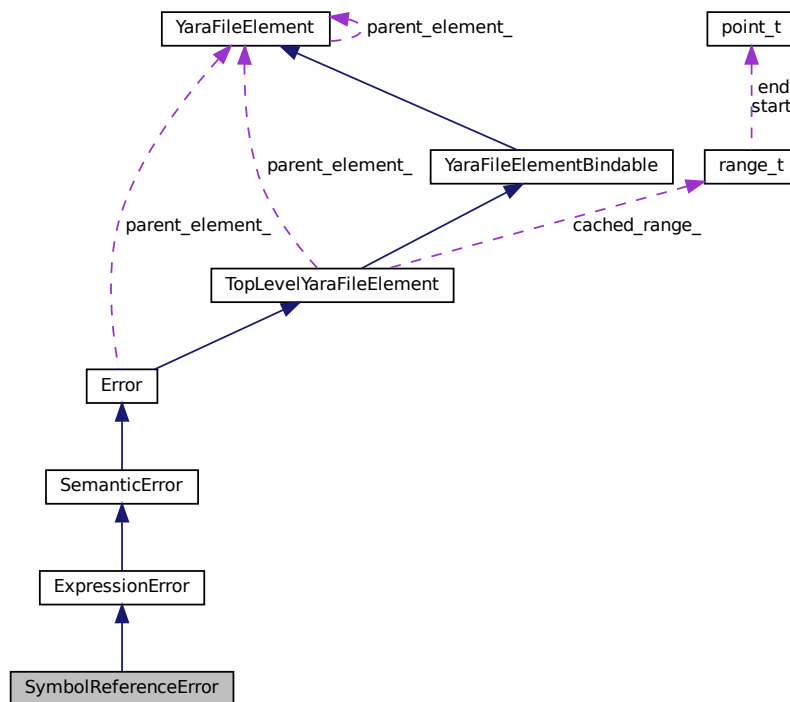 YaraFileElement
parent_element_
point_t
end
start
parent_element_
YaraFileElementBindable
range_t
parent_element_
cached_range_
TopLevelYaraFileElement
Error
SemanticError
ExpressionError
SymbolReferenceError